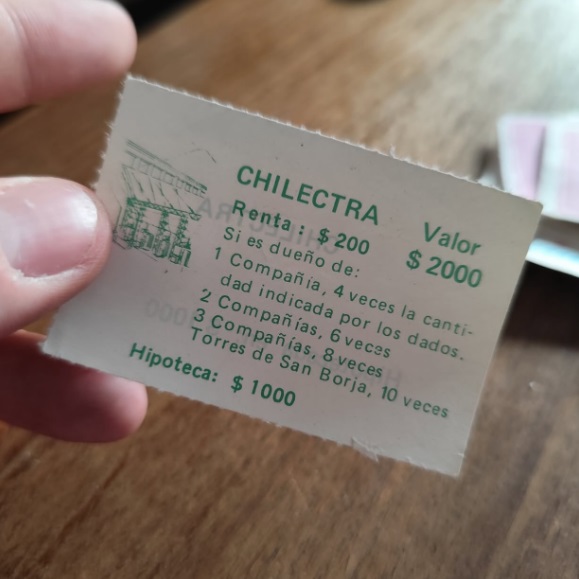 CHILECTRA
Renta: $200
Valor
$2000
Si es dueño de:
1 Compañía, 4 veces la canti-
dad indicada por los dados.
2 Compañías, 6 veces
3 Compañías, 8 veces
Torres de San Borja, 10 veces
Hipoteca: $1000